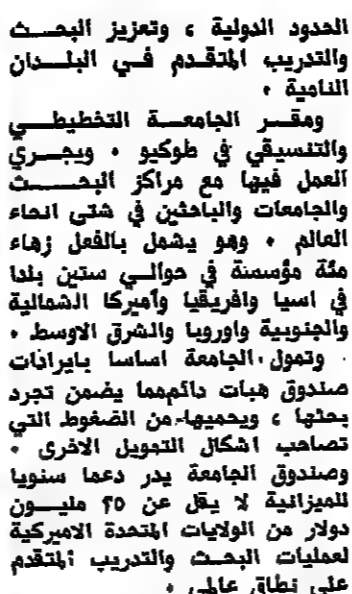 الحدود الدولية ، وتعزيز البحث
والتدريب المتقدم في البلدان
النامية .
ومقر الجامعة التخطيطي
والتنسيقي في طوكيو . ويجري
العمل فيها مع مراكز البحث
والجامعات والباحثين في شتى انحاء
العالم . وهو يشمل بالفعل زهاء
مئة مؤسسة في حوالي ستين بلدا
في اسيا وافريقيا وأميركا الشمالية
والجنوبية واوروبا والشرق الاوسط .
وتمول الجامعة اساسا بايرادات
صندوق هبات دائم مما يضمن تجرد
بحثها ، ويحميها من الضغوط التي
تصاحب اشكال التمويل الاخرى .
وصندوق الجامعة يدر دعما سنويا
للميزانية لا يقل عن ٢٥ مليون
دولار من الولايات المتحدة الاميركية
لعمليات البحث والتدريب المتقدم
على نطاق عالمي .